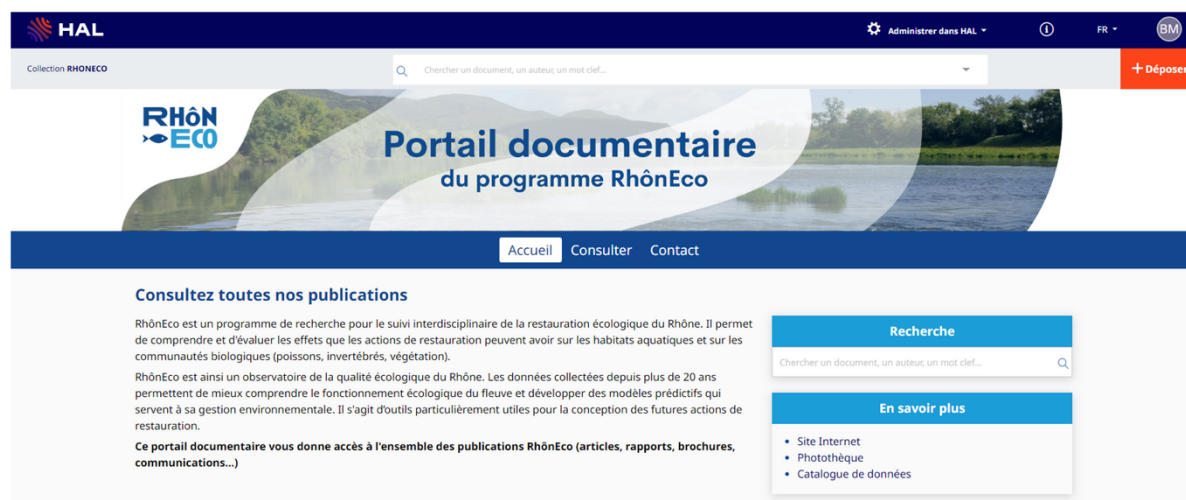 HAL
Administrer dans HAL
FR
BM
Collection RHONECO
Chercher un document, un auteur, un mot clef...
+ Déposer
RHôN
ECO
Portail documentaire
du programme RhônEco
Accueil Consulter Contact
Consultez toutes nos publications
RhônEco est un programme de recherche pour le suivi interdisciplinaire de la restauration écologique du Rhône. Il permet
de comprendre et d'évaluer les effets que les actions de restauration peuvent avoir sur les habitats aquatiques et sur les
communautés biologiques (poissons, invertébrés, végétation).
RhônEco est ainsi un observatoire de la qualité écologique du Rhône. Les données collectées depuis plus de 20 ans
permettent de mieux comprendre le fonctionnement écologique du fleuve et développer des modèles prédictifs qui
servent à sa gestion environnementale. Il s'agit d'outils particulièrement utiles pour la conception des futures actions de
restauration.
Ce portail documentaire vous donne accès à l'ensemble des publications RhônEco (articles, rapports, brochures,
communications...)
Recherche
Chercher un document, un auteur, un mot clef...
En savoir plus
• Site Internet
• Photothèque
• Catalogue de données